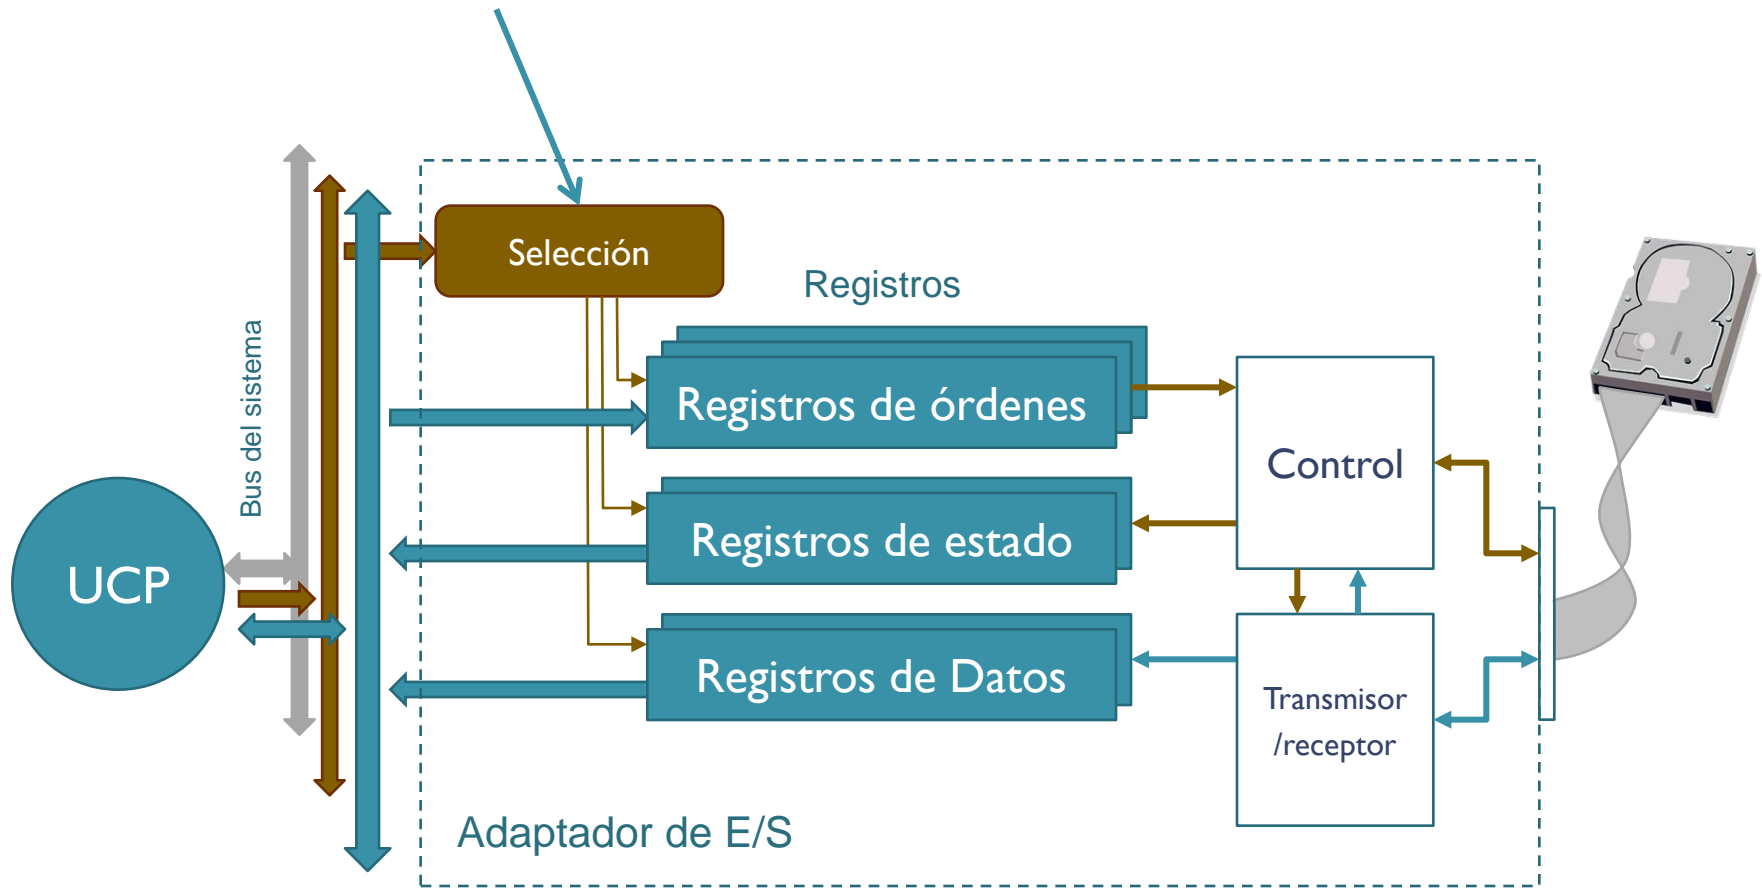 Selección
Registros
Bus del sistema
Registros de órdenes
Control
Registros de estado
UCP
Registros de Datos
Transmisor
/receptor
Adaptador de E/S